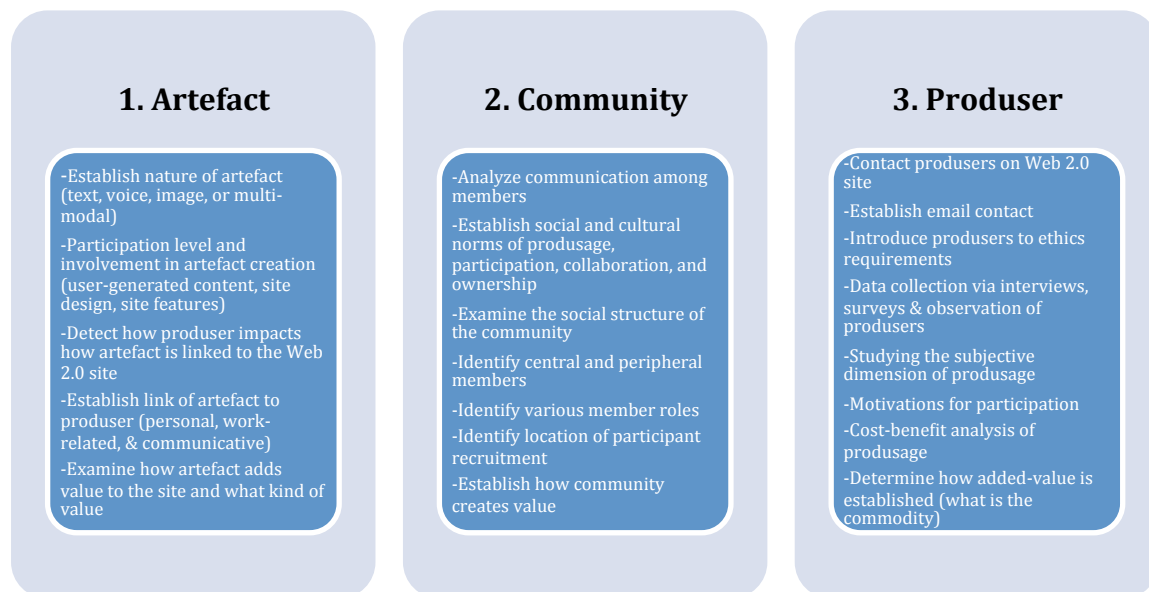 1. Artefact
-Establish nature of artefact
(text, voice, image, or multi-
modal)
-Participation level and
involvement in artefact creation
(user-generated content, site
design, site features)
-Detect how produser impacts
how artefact is linked to the Web
2.0 site
-Establish link of artefact to
produser (personal, work-
related, & communicative)
-Examine how artefact adds
value to the site and what kind of
value
2. Community
-Analyze communication among
members
-Establish social and cultural
norms of produsage,
participation, collaboration, and
ownership
-Examine the social structure of
the community
-Identify central and peripheral
members
-Identify various member roles
-Identify location of participant
recruitment
-Establish how community
creates value
3. Produser
-Contact produsers on Web 2.0
site
-Establish email contact
-Introduce produsers to ethics
requirements
-Data collection via interviews,
surveys & observation of
produsers
-Studying the subjective
dimension of produsage
-Motivations for participation
-Cost-benefit analysis of
produsage
-Determine how added-value is
established (what is the
commodity)